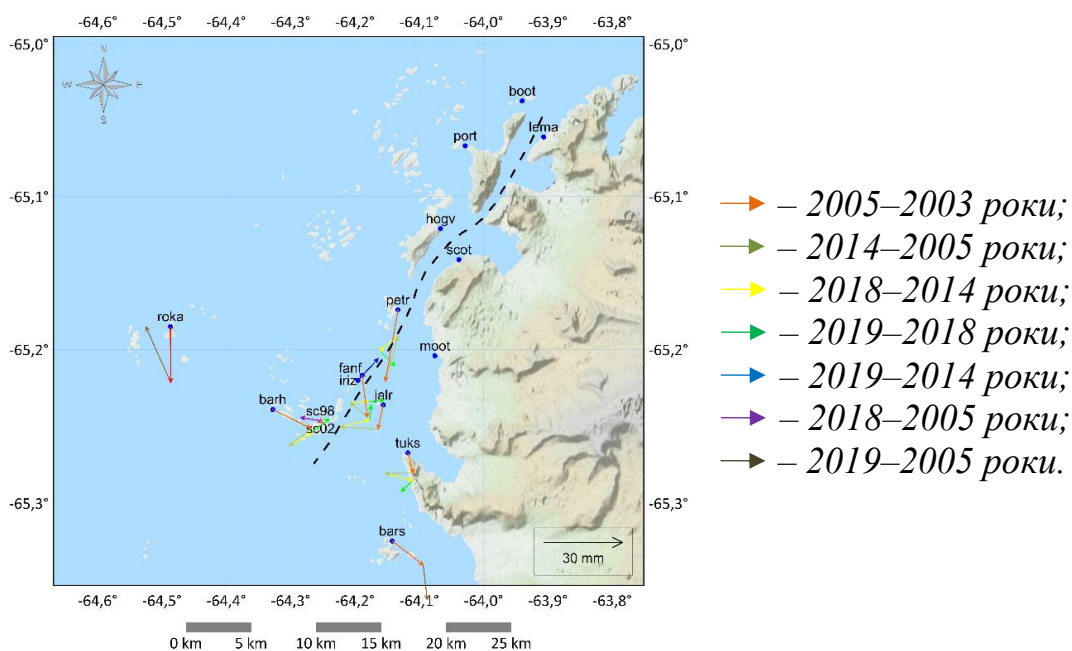 -64,6° -64,5° -64,4° -64,3° -64,2° -64,1° -64,0° -63,9° -63,8°
-65,0° -65,0°
N
W E
S
boot
lema
port
-65,1° -65,1°
hogv
scot
petr
roka
-65,2° -65,2°
moot
fanf
iriz
jalr
barh
sc98
sc02
tuks
-65,3° -65,3°
bars
30 mm
-64,6° -64,5° -64,4° -64,3° -64,2° -64,1° -64,0° -63,9° -63,8°
0 km 5 km 10 km 15 km 20 km 25 km
– 2005–2003 роки;
– 2014–2005 роки;
– 2018–2014 роки;
– 2019–2018 роки;
– 2019–2014 роки;
– 2018–2005 роки;
– 2019–2005 роки.